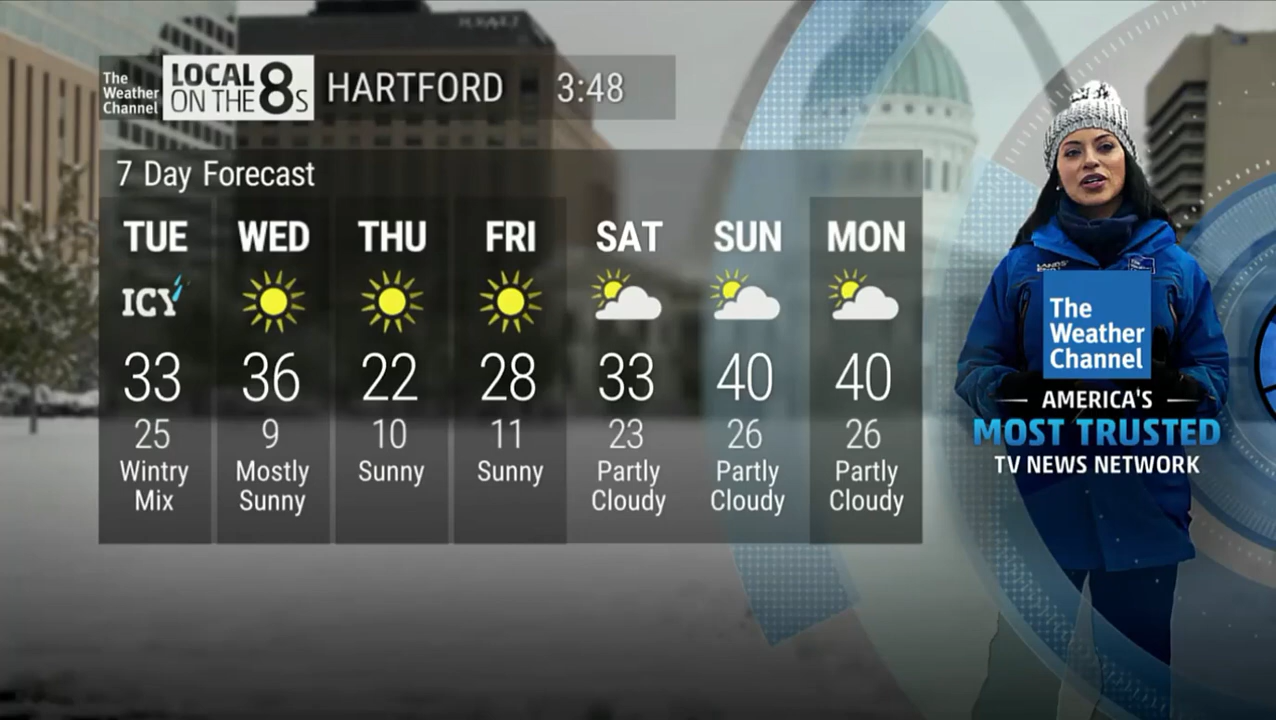 HYATT
The
Weather
Channel
LOCAL
ON THE 8s
HARTFORD
3:48
7 Day Forecast
TUE WED THU FRI SAT SUN MON
ICY
33 36 22 28 33 40 40
25 9 10 11 23 26 26
Wintry Mostly Sunny Sunny Partly Partly Partly
Mix Sunny Cloudy Cloudy Cloudy
LANDS'
The
Weather
Channel
AMERICA'S
MOST TRUSTED
TV NEWS NETWORK